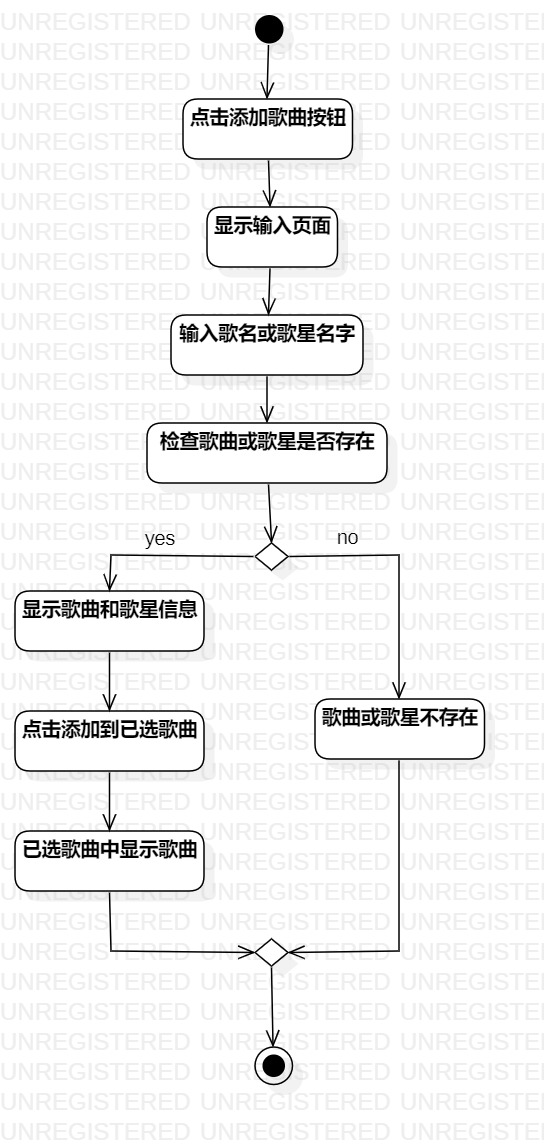 点击添加歌曲按钮
显示输入页面
输入歌名或歌星名字
检查歌曲或歌星是否存在
yes
no
显示歌曲和歌星信息
点击添加到已选歌曲
歌曲或歌星不存在
已选歌曲中显示歌曲
UNREGISTERED